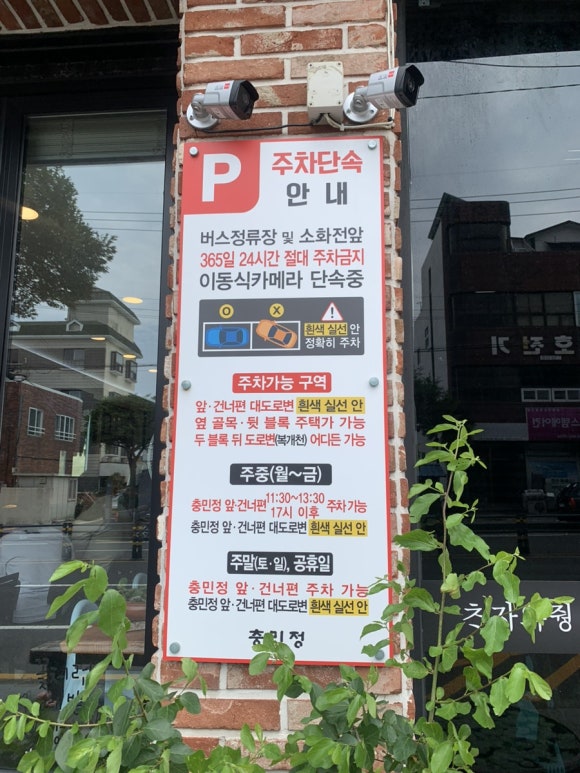 P 주차단속
안 내
버스정류장 및 소화전앞
365일 24시간 절대 주차금지
이동식카메라 단속중
O X
흰색 실선 안
정확히 주차
주차가능 구역
앞·건너편 대도로변 흰색 실선 안
옆 골목·뒷 블록 주택가 가능
두 블록 뒤 도로변(복개천) 어디든 가능
주중(월~금)
충민정 앞·건너편 11:30~13:30 주차 가능
17시 이후
충민정 앞·건너편 대도로변 흰색 실선 안
주말(토·일), 공휴일
충민정 앞·건너편 주차 가능
충민정 앞·건너편 대도로변 흰색 실선 안
충민정